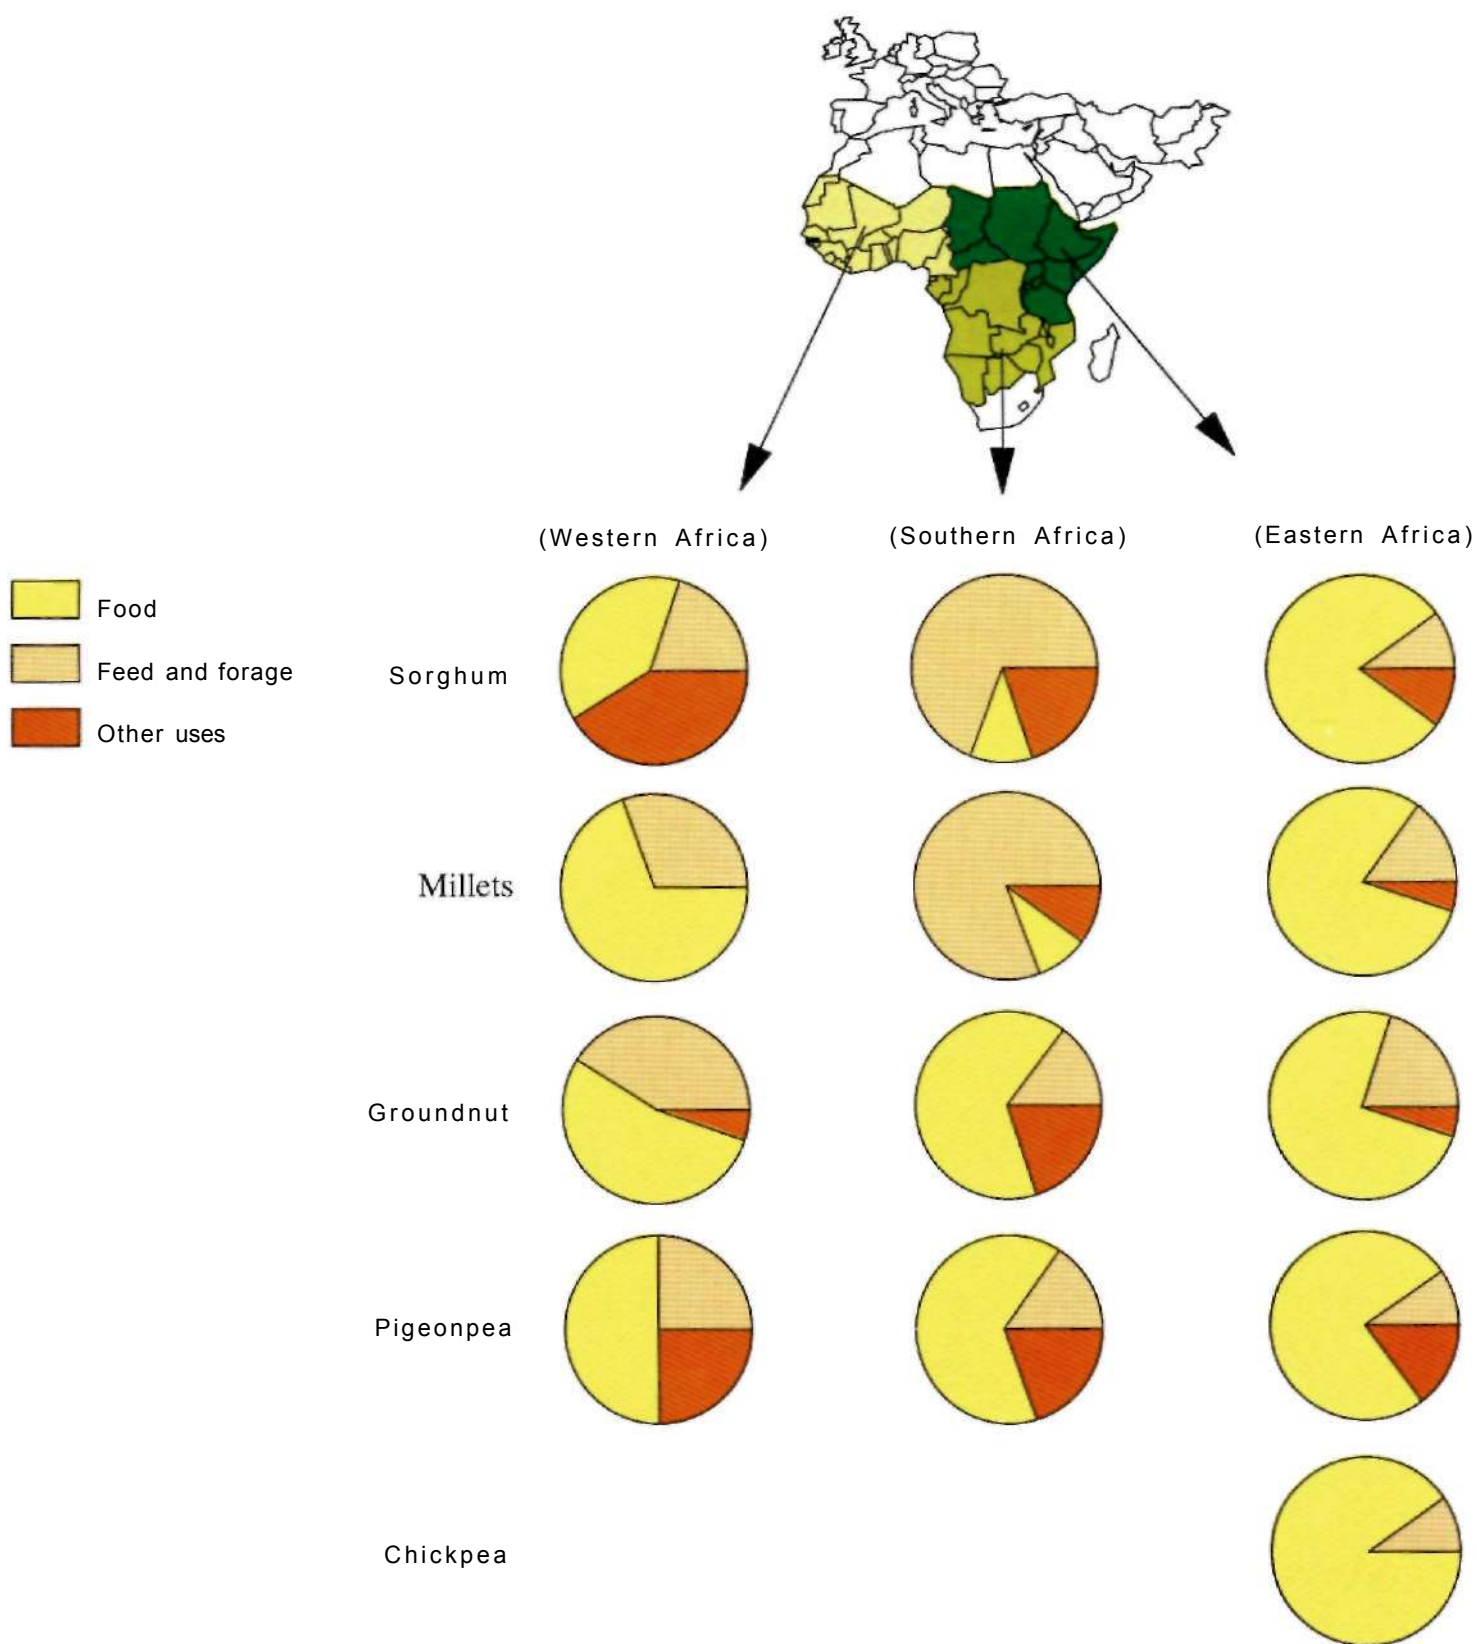 (Western Africa)
(Southern Africa)
(Eastern Africa)
Food
Feed and forage
Other uses
Sorghum
Millets
Groundnut
Pigeonpea
Chickpea